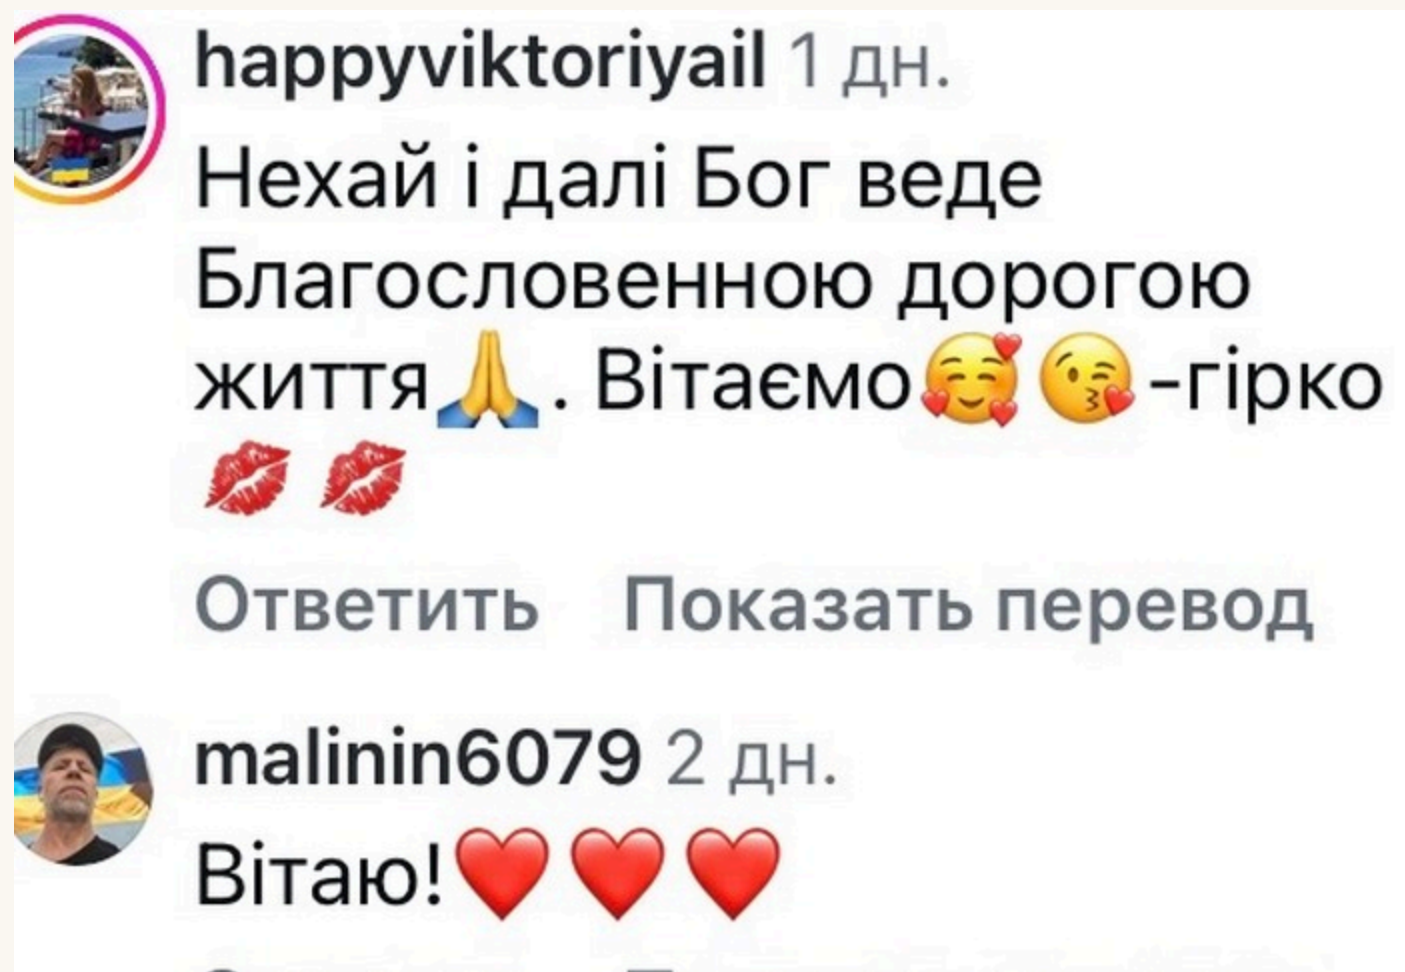 happyviktoriyail 1 дн.
Нехай і далі Бог веде
Благословенною дорогою
життя🙏. Вітаємо🥰😘-гірко
💋💋
Ответить Показать перевод
malinin6079 2 дн.
Вітаю!❤️❤️❤️